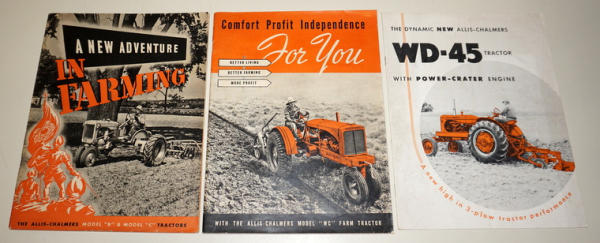 A NEW ADVENTURE
IN
FARMING
THE ALLIS-CHALMERS MODEL "B" & MODEL "C" TRACTORS
Comfort Profit Independence
For You
BETTER LIVING
BETTER FARMING
MORE PROFIT
WITH THE ALLIS-CHALMERS MODEL "WC" FARM TRACTOR
THE DYNAMIC NEW ALLIS-CHALMERS
WD-45 TRACTOR
WITH POWER-CRATER ENGINE
A new high in 3-plow tractor performance